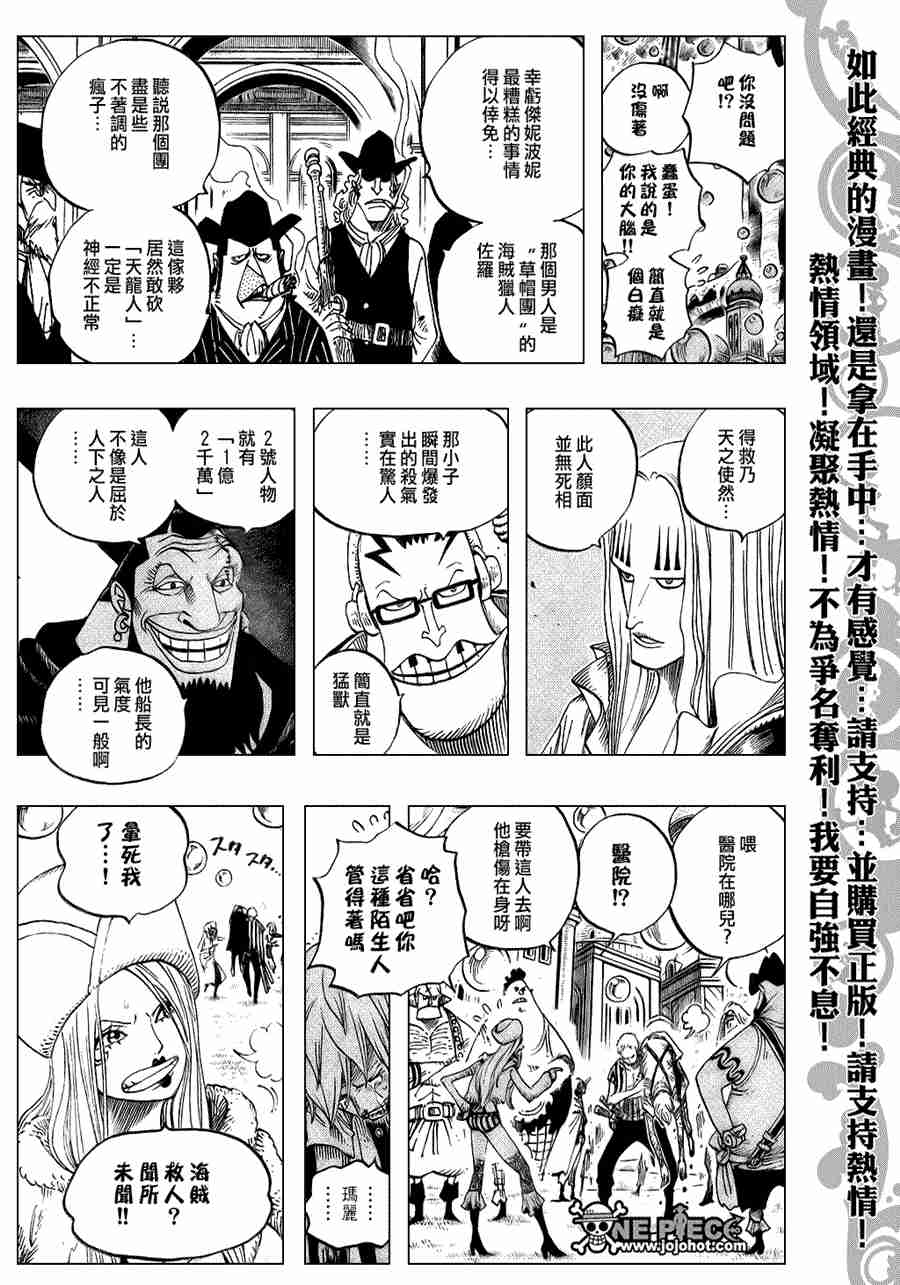 如此經典的漫畫！還是拿在手中…才有感覺…請支持…並購買正版！請支持熱情！
熱情領域！凝聚熱情！不為爭名奪利！我要自強不息！
你沒問題
吧!?
啊
沒傷著
蠢蛋！
我說的是
你的大腦!!
簡直就是
個白癡
幸虧傑妮波妮
最糟糕的事情
得以倖免…
那個男人是
〝草帽團〞的
海賊獵人
佐羅
聽說那個團
盡是些
不著調的
瘋子…
這傢夥
居然敢砍
「天龍人」…
一定是
神經不正常
得救乃
天之使然…
此人顏面
並無死相
那小子
瞬間爆發
出的殺氣
實在驚人
……
簡直就是
猛獸
2號人物
就有
「1億
2千萬」
這人
不像是屈於
人下之人
……
他船長的
氣度
可見一般啊
喂
醫院在哪兒？
醫院!?
要帶這人去啊
他槍傷在身呀
哈？
省省吧你
這種陌生人
管得著嗎
……
瑪麗
……
スタ
スタ…
暈死我
了…！
海賊
救人？
聞所
未聞!!
ONE PIECE
www.jojohot.com